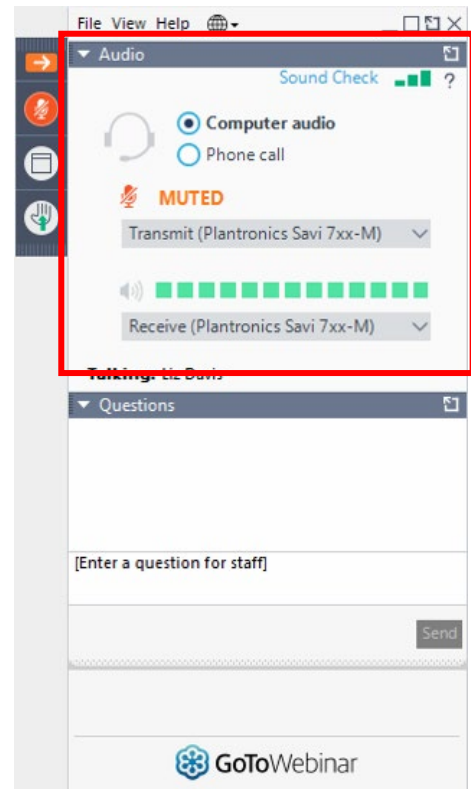 File View Help
Audio
Sound Check ?
Computer audio
Phone call
MUTED
Transmit (Plantronics Savi 7xx-M)
Receive (Plantronics Savi 7xx-M)
Talking: Liz Davis
Questions
[Enter a question for staff]
Send
GoToWebinar